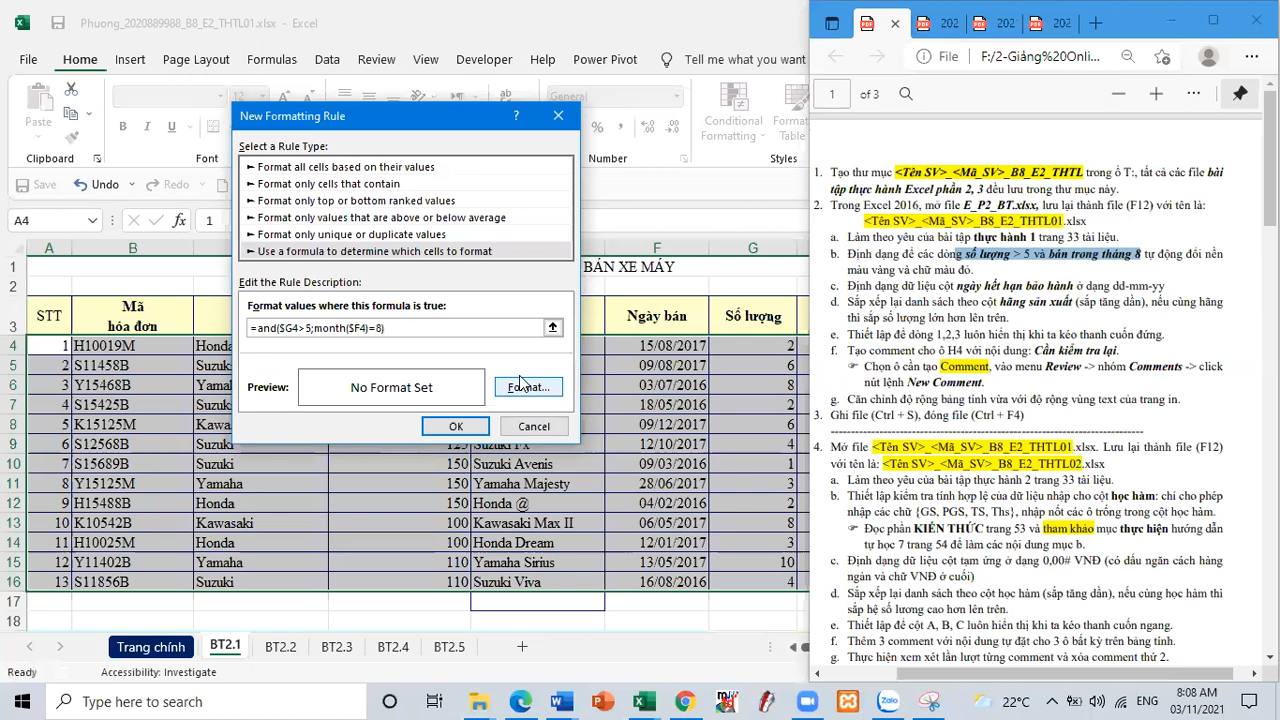 Phuong_2020889988_B8_E2_THTL01.xlsx - Excel
File Home Insert Page Layout Formulas Data Review View Developer Help Power Pivot Tell me
Paste
B
General
Conditional
Formatting
Clipboard Font Number Styles
Save Undo Redo
A4 fx 1
New Formatting Rule ?
Select a Rule Type:
► Format all cells based on their values
► Format only cells that contain
► Format only top or bottom ranked values
► Format only values that are above or below average
► Format only unique or duplicate values
► Use a formula to determine which cells to format
Edit the Rule Description:
Format values where this formula is true:
=and($G4>5;month($F4)=8)
Preview: No Format Set Format...
OK Cancel
A B F G
1 BÁN XE MÁY
2
3 STT Mã hóa đơn Ngày bán Số lượng
4 1 H10019M Honda 15/08/2017 2
5 2 S11458B 09/08/2017 6
6 3 Y15468B 03/07/2016 8
7 4 S15425B 18/05/2016 2
8 5 K15125M 09/12/2017 6
9 6 S12568B Suzuki 12/10/2017 4
10 7 S15689B Suzuki 150 Suzuki Avenis 09/03/2016 1
11 8 Y15125M Yamaha 150 Yamaha Majesty 28/06/2017 3
12 9 H15488B Honda 150 Honda @ 04/02/2016 2
13 10 K10542B Kawasaki 100 Kawasaki Max II 06/05/2017 8
14 11 H10025M Honda 100 Honda Dream 12/01/2017 3
15 12 Y11402B Yamaha 110 Yamaha Sirius 13/05/2017 10
16 13 S11856B Suzuki 110 Suzuki Viva 16/08/2016 4
17
18
Trang chính BT2.1 BT2.2 BT2.3 BT2.4 BT2.5
Ready Accessibility: Investigate
File F:/2-Giảng%20Onli...
1 of 3
1. Tạo thư mục <Tên SV>_<Mã_SV>_B8_E2_THTL trong ổ T:, tất cả các file bài
tập thực hành Excel phần 2, 3 đều lưu trong thư mục này.
2. Trong Excel 2016, mở file E_P2_BT.xlsx, lưu lại thành file (F12) với tên là:
<Tên SV>_<Mã_SV>_B8_E2_THTL01.xlsx
a. Làm theo yêu của bài tập thực hành 1 trang 33 tài liệu.
b. Định dạng để các dòng số lượng > 5 và bán trong tháng 8 tự động đổi nền
màu vàng và chữ màu đỏ.
c. Định dạng dữ liệu cột ngày hết hạn bảo hành ở dạng dd-mm-yy
d. Sắp xếp lại danh sách theo cột hãng sản xuất (sắp tăng dần), nếu cùng hãng
thì sắp số lượng lớn hơn lên trên.
e. Thiết lập để dòng 1,2,3 luôn hiển thị khi ta kéo thanh cuốn đứng.
f. Tạo comment cho ô H4 với nội dung: Cần kiểm tra lại.
☞ Chọn ô cần tạo Comment, vào menu Review -> nhóm Comments -> click
nút lệnh New Comment.
g. Căn chỉnh độ rộng bảng tính vừa với độ rộng vùng text của trang in.
3. Ghi file (Ctrl + S), đóng file (Ctrl + F4)
4. Mở file <Tên SV>_<Mã_SV>_B8_E2_THTL01.xlsx. Lưu lại thành file (F12)
với tên là: <Tên SV>_<Mã_SV>_B8_E2_THTL02.xlsx
a. Làm theo yêu của bài tập thực hành 2 trang 33 tài liệu.
b. Thiết lập kiểm tra tính hợp lệ của dữ liệu nhập cho cột học hàm: chỉ cho phép
nhập các chữ {GS, PGS, TS, Ths}, nhập nốt các ô trống trong cột học hàm.
☞ Đọc phần KIẾN THỨC trang 53 và tham khảo mục thực hiện hướng dẫn
tự học 7 trang 54 để làm các nội dung mục b.
c. Định dạng dữ liệu cột tạm ứng ở dạng 0,00# VNĐ (có dấu ngăn cách hàng
ngàn và chữ VNĐ ở cuối)
d. Sắp xếp lại danh sách theo cột học hàm (sắp tăng dần), nếu cùng học hàm thì
sắp hệ số lương cao hơn lên trên.
e. Thiết lập để cột A, B, C luôn hiển thị khi ta kéo thanh cuốn ngang.
f. Thêm 3 comment với nội dung tự đặt cho 3 ô bất kỳ trên bảng tính.
g. Thực hiện xem xét lần lượt từng comment và xóa comment thứ 2.
Type here to search 22°C ENG 8:08 AM
03/11/2021